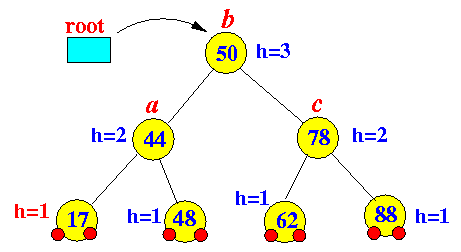 root
b
50 h=3
a
c
h=2 44
78 h=2
h=1 17
h=1 48
h=1 62
88 h=1